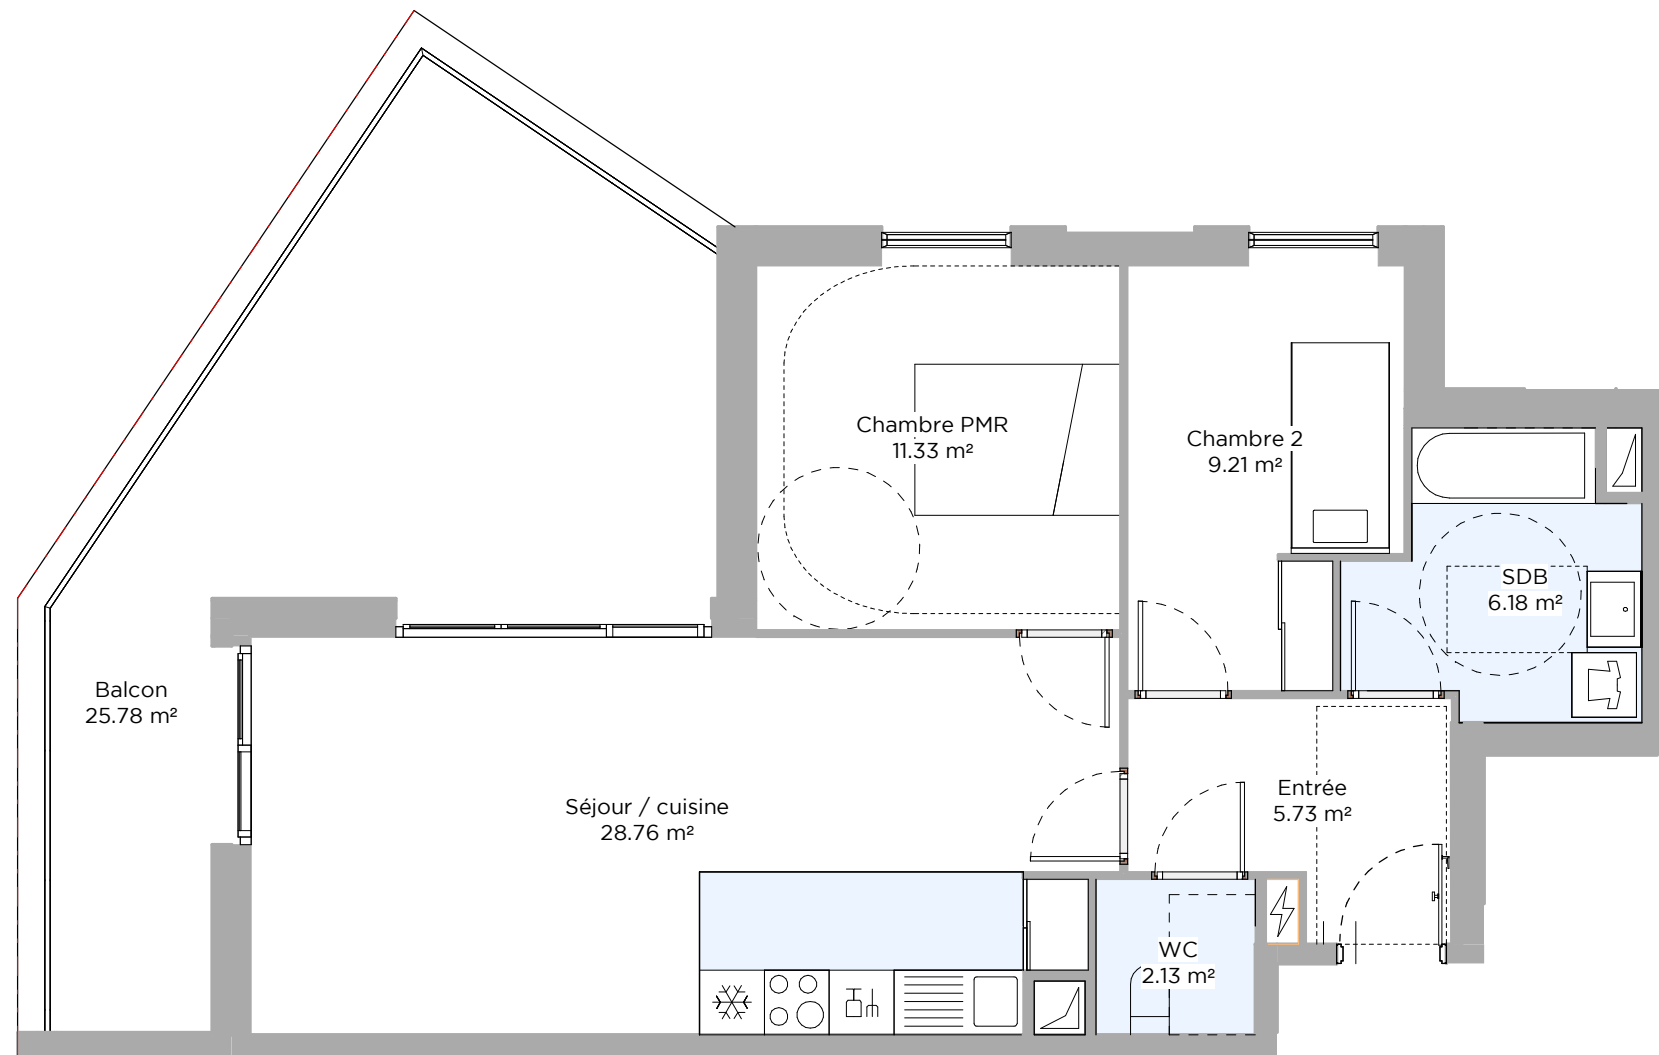 Chambre PMR
11.33 m²
Chambre 2
9.21 m²
SDB
6.18 m²
Balcon
25.78 m²
Séjour / cuisine
28.76 m²
Entrée
5.73 m²
WC
2.13 m²